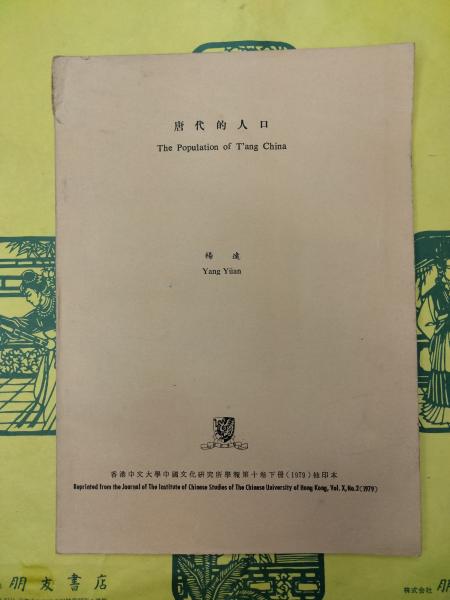 唐代的人口
The Population of T'ang China
楊遠
Yang Yüan
香港中文大學中國文化研究所學報第十卷下冊(1979)抽印本
Reprinted from the Journal of The Institute of Chinese Studies of The Chinese University of Hong Kong, Vol. X, No.2 (1979)
朋友書店
株式会社 朋